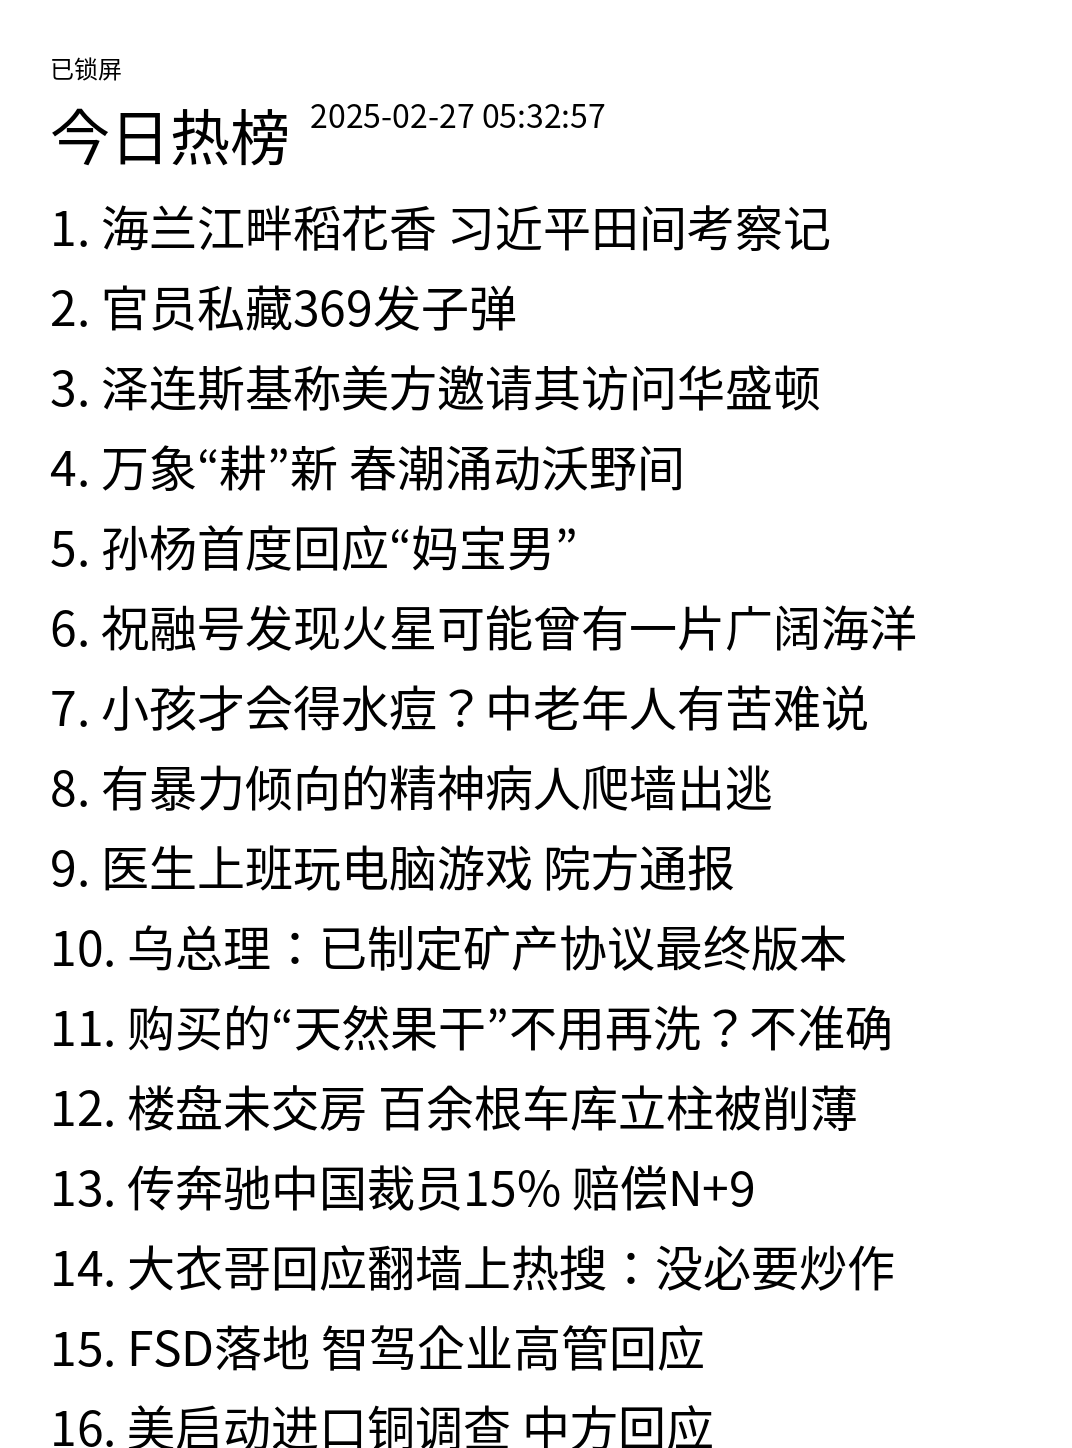 已锁屏
今日热榜 2025-02-27 05:32:57
1. 海兰江畔稻花香 习近平田间考察记
2. 官员私藏369发子弹
3. 泽连斯基称美方邀请其访问华盛顿
4. 万象“耕”新 春潮涌动沃野间
5. 孙杨首度回应“妈宝男”
6. 祝融号发现火星可能曾有一片广阔海洋
7. 小孩才会得水痘？中老年人有苦难说
8. 有暴力倾向的精神病人爬墙出逃
9. 医生上班玩电脑游戏 院方通报
10. 乌总理：已制定矿产协议最终版本
11. 购买的“天然果干”不用再洗？不准确
12. 楼盘未交房 百余根车库立柱被削薄
13. 传奔驰中国裁员15% 赔偿N+9
14. 大衣哥回应翻墙上热搜：没必要炒作
15. FSD落地 智驾企业高管回应
16. 美启动进口铜调查 中方回应